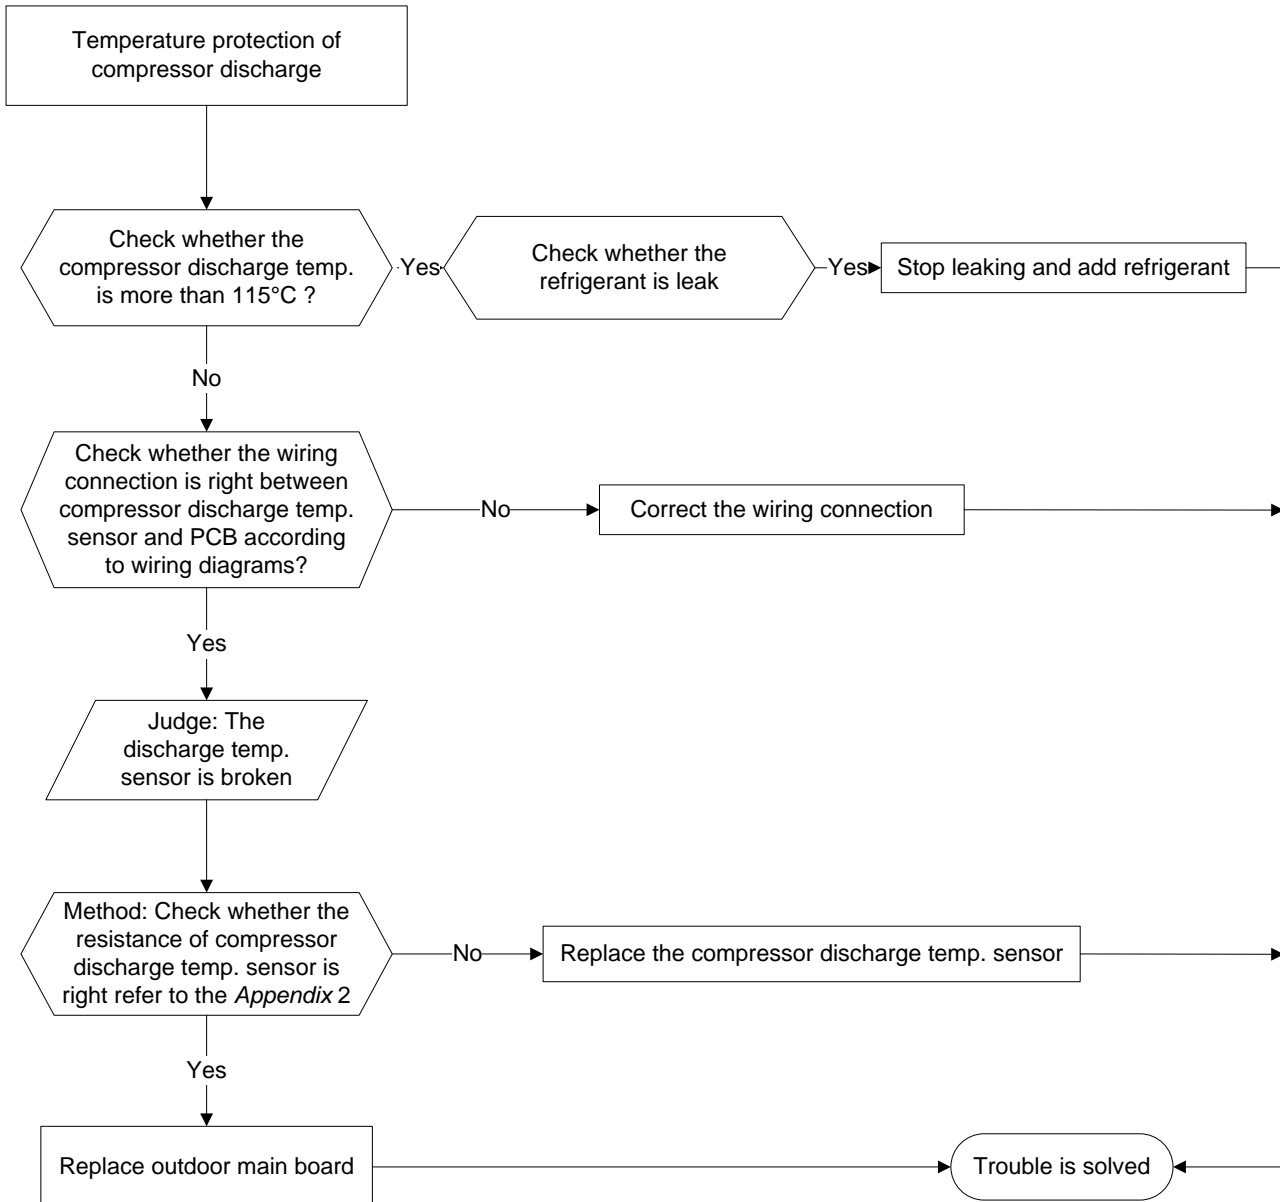 Temperature protection of
compressor discharge
Check whether the
compressor discharge temp.
is more than 115°C ?
Yes
Check whether the
refrigerant is leak
Yes
Stop leaking and add refrigerant
No
Check whether the wiring
connection is right between
compressor discharge temp.
sensor and PCB according
to wiring diagrams?
No
Correct the wiring connection
Yes
Judge: The
discharge temp.
sensor is broken
Method: Check whether the
resistance of compressor
discharge temp. sensor is
right refer to the Appendix 2
No
Replace the compressor discharge temp. sensor
Yes
Replace outdoor main board
Trouble is solved